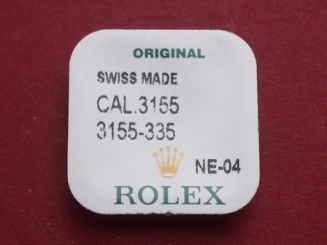 ORIGINAL
SWISS MADE
CAL.3155
3155-335
NE-04
ROLEX